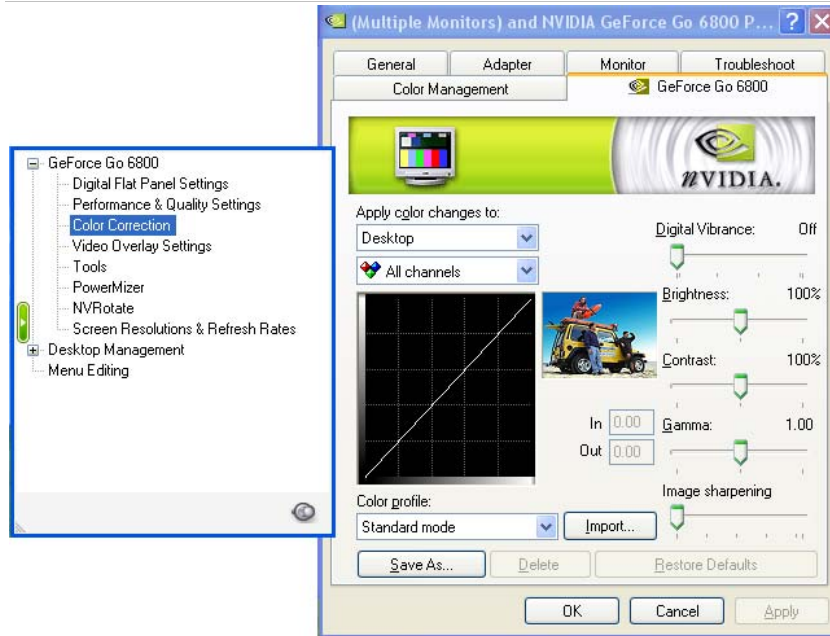 (Multiple Monitors) and NVIDIA GeForce Go 6800 P...
General Adapter Monitor Troubleshoot
Color Management GeForce Go 6800
nVIDIA.
GeForce Go 6800
Digital Flat Panel Settings
Performance & Quality Settings
Color Correction
Video Overlay Settings
Tools
PowerMizer
NVRotate
Screen Resolutions & Refresh Rates
Desktop Management
Menu Editing
Apply color changes to:
Desktop
All channels
Digital Vibrance: Off
Brightness: 100%
Contrast: 100%
In 0.00
Out 0.00
Gamma: 1.00
Image sharpening
Color profile:
Standard mode
Import...
Save As... Delete Restore Defaults
OK Cancel Apply